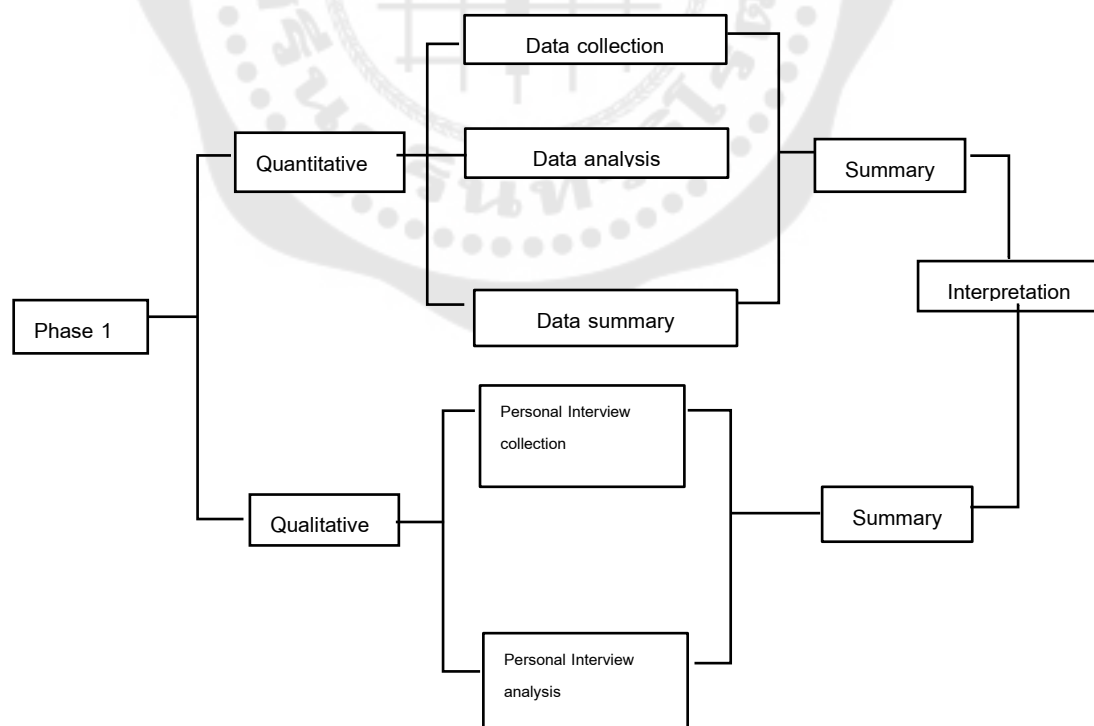 Data collection
Quantitative
Data analysis
Summary
Data summary
Interpretation
Phase 1
Personal Interview
collection
Qualitative
Summary
Personal Interview
analysis